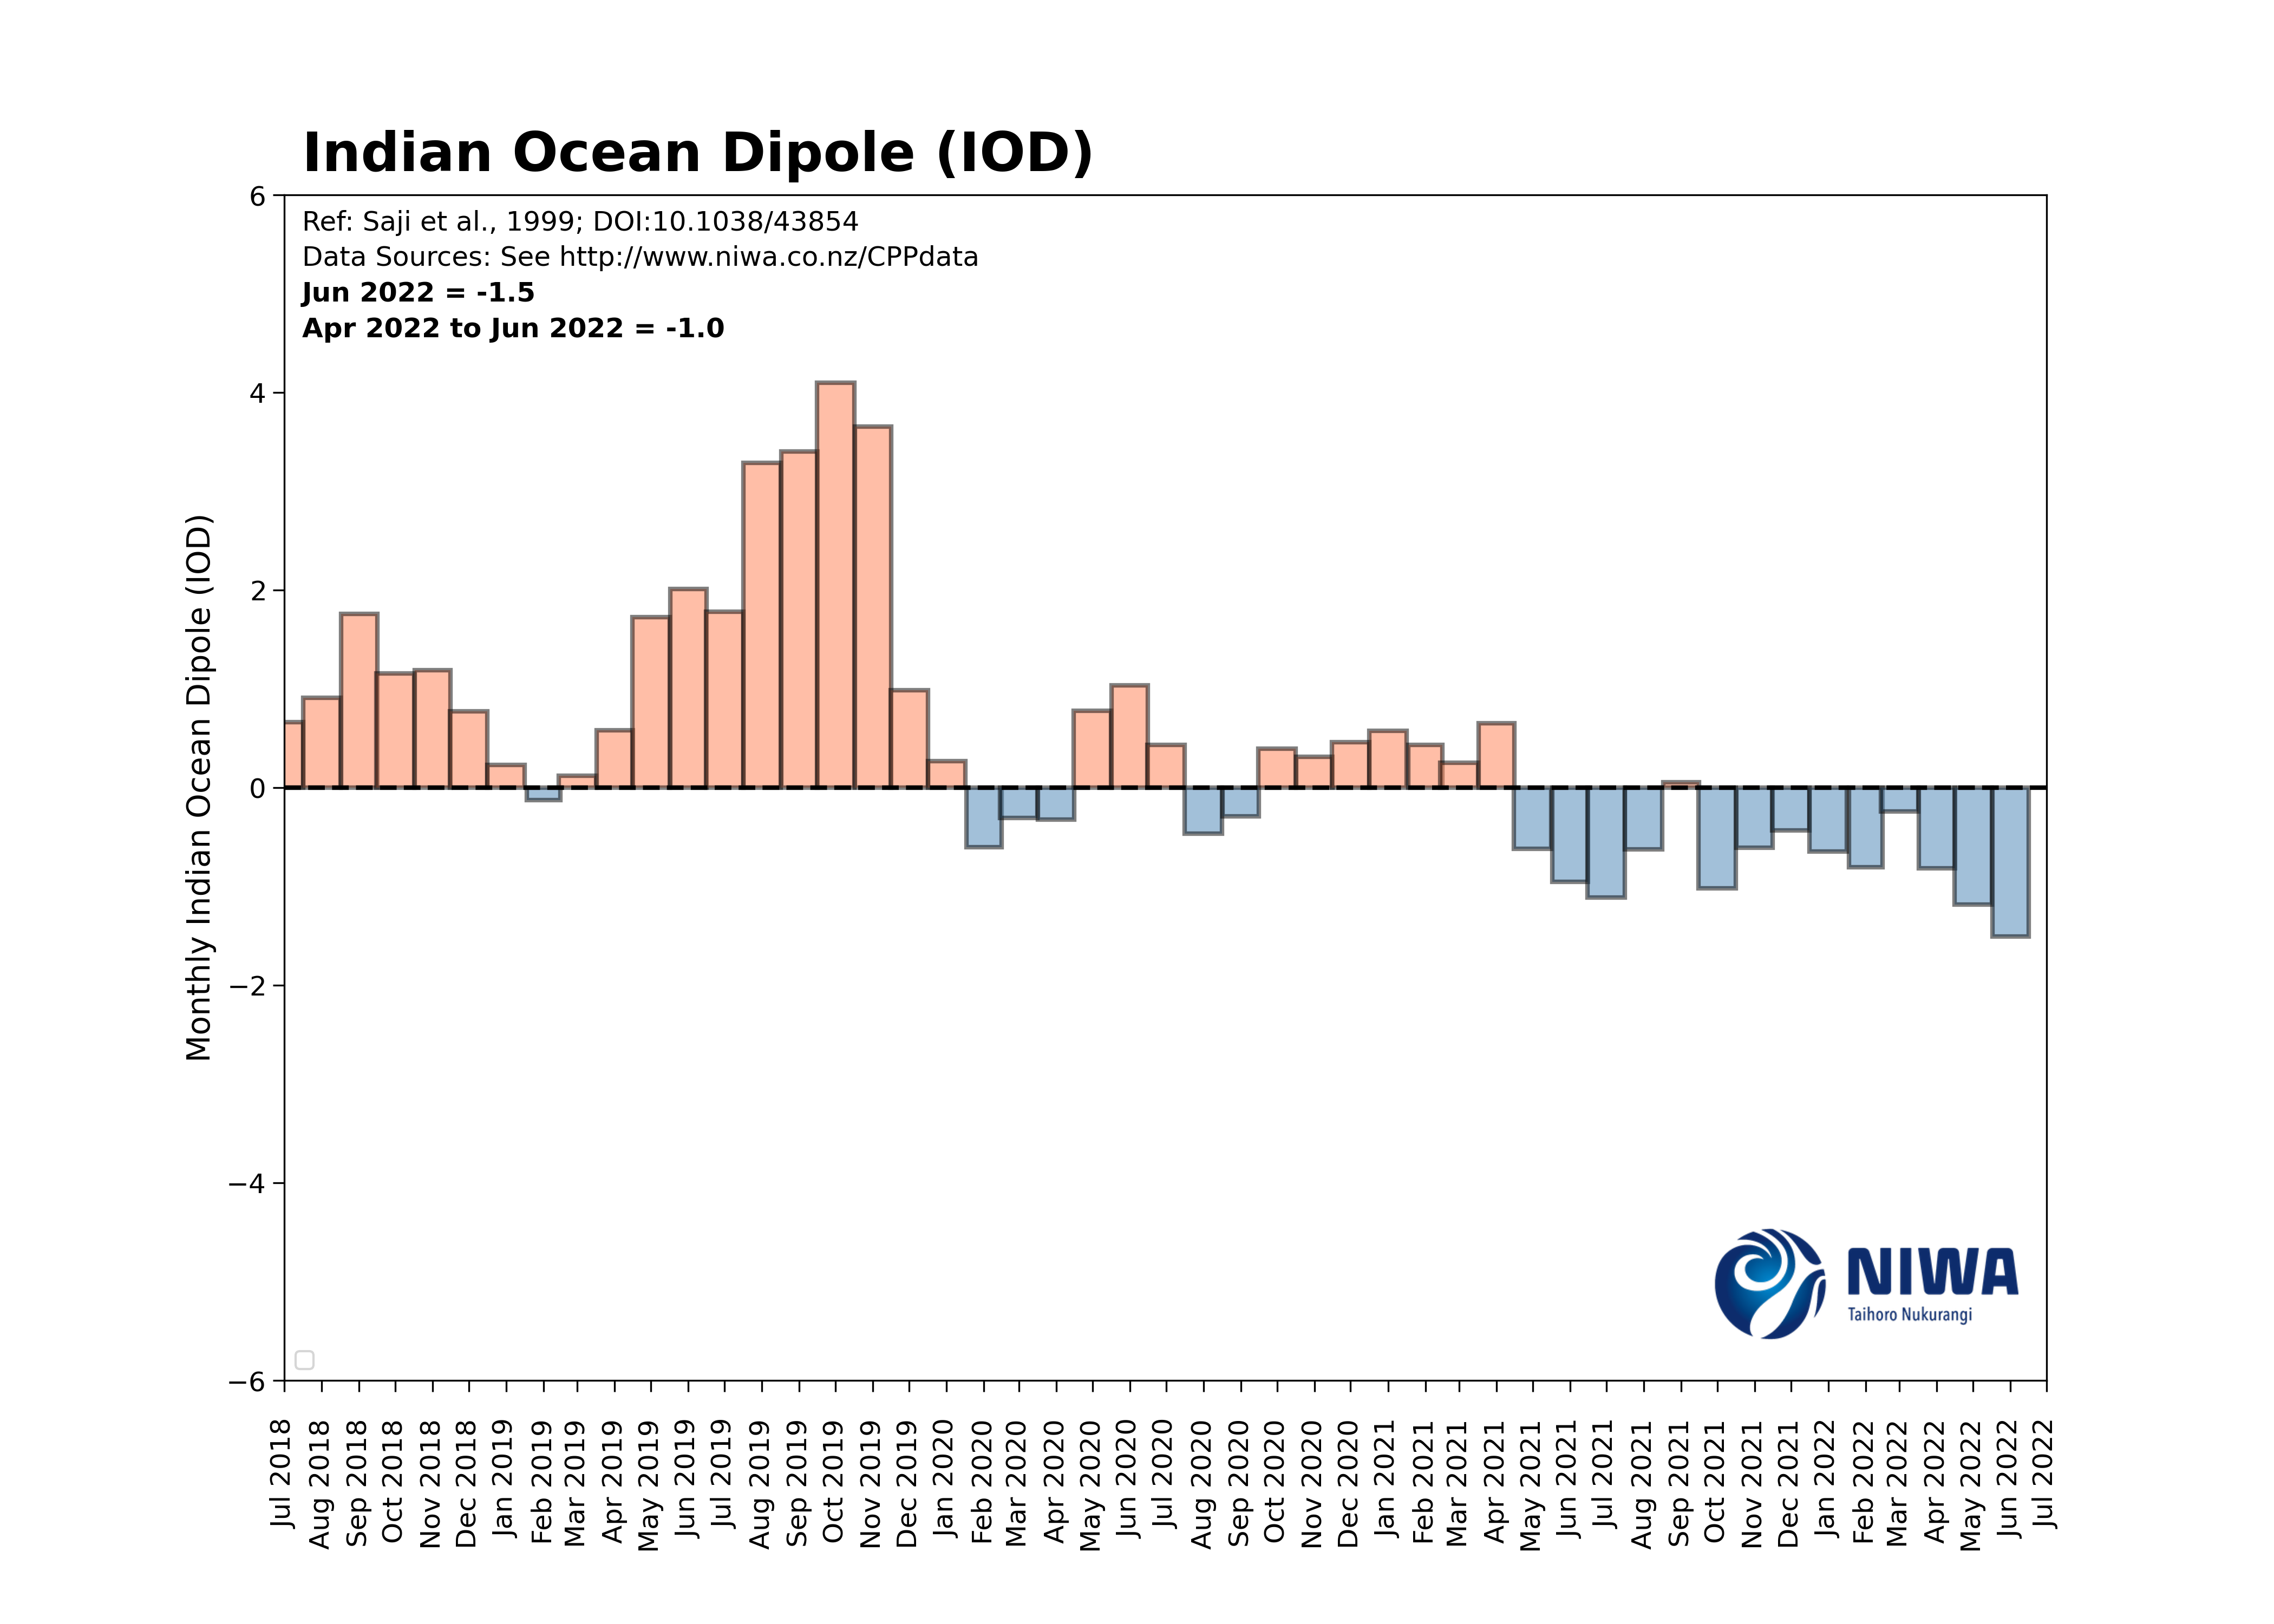 Indian Ocean Dipole (IOD)
Ref: Saji et al., 1999; DOI:10.1038/43854
Data Sources: See http://www.niwa.co.nz/CPPdata
Jun 2022 = -1.5
Apr 2022 to Jun 2022 = -1.0
Monthly Indian Ocean Dipole (IOD)
6
4
2
0
−2
−4
−6
NIWA
Taihoro Nukurangi
Jul 2018
Aug 2018
Sep 2018
Oct 2018
Nov 2018
Dec 2018
Jan 2019
Feb 2019
Mar 2019
Apr 2019
May 2019
Jun 2019
Jul 2019
Aug 2019
Sep 2019
Oct 2019
Nov 2019
Dec 2019
Jan 2020
Feb 2020
Mar 2020
Apr 2020
May 2020
Jun 2020
Jul 2020
Aug 2020
Sep 2020
Oct 2020
Nov 2020
Dec 2020
Jan 2021
Feb 2021
Mar 2021
Apr 2021
May 2021
Jun 2021
Jul 2021
Aug 2021
Sep 2021
Oct 2021
Nov 2021
Dec 2021
Jan 2022
Feb 2022
Mar 2022
Apr 2022
May 2022
Jun 2022
Jul 2022